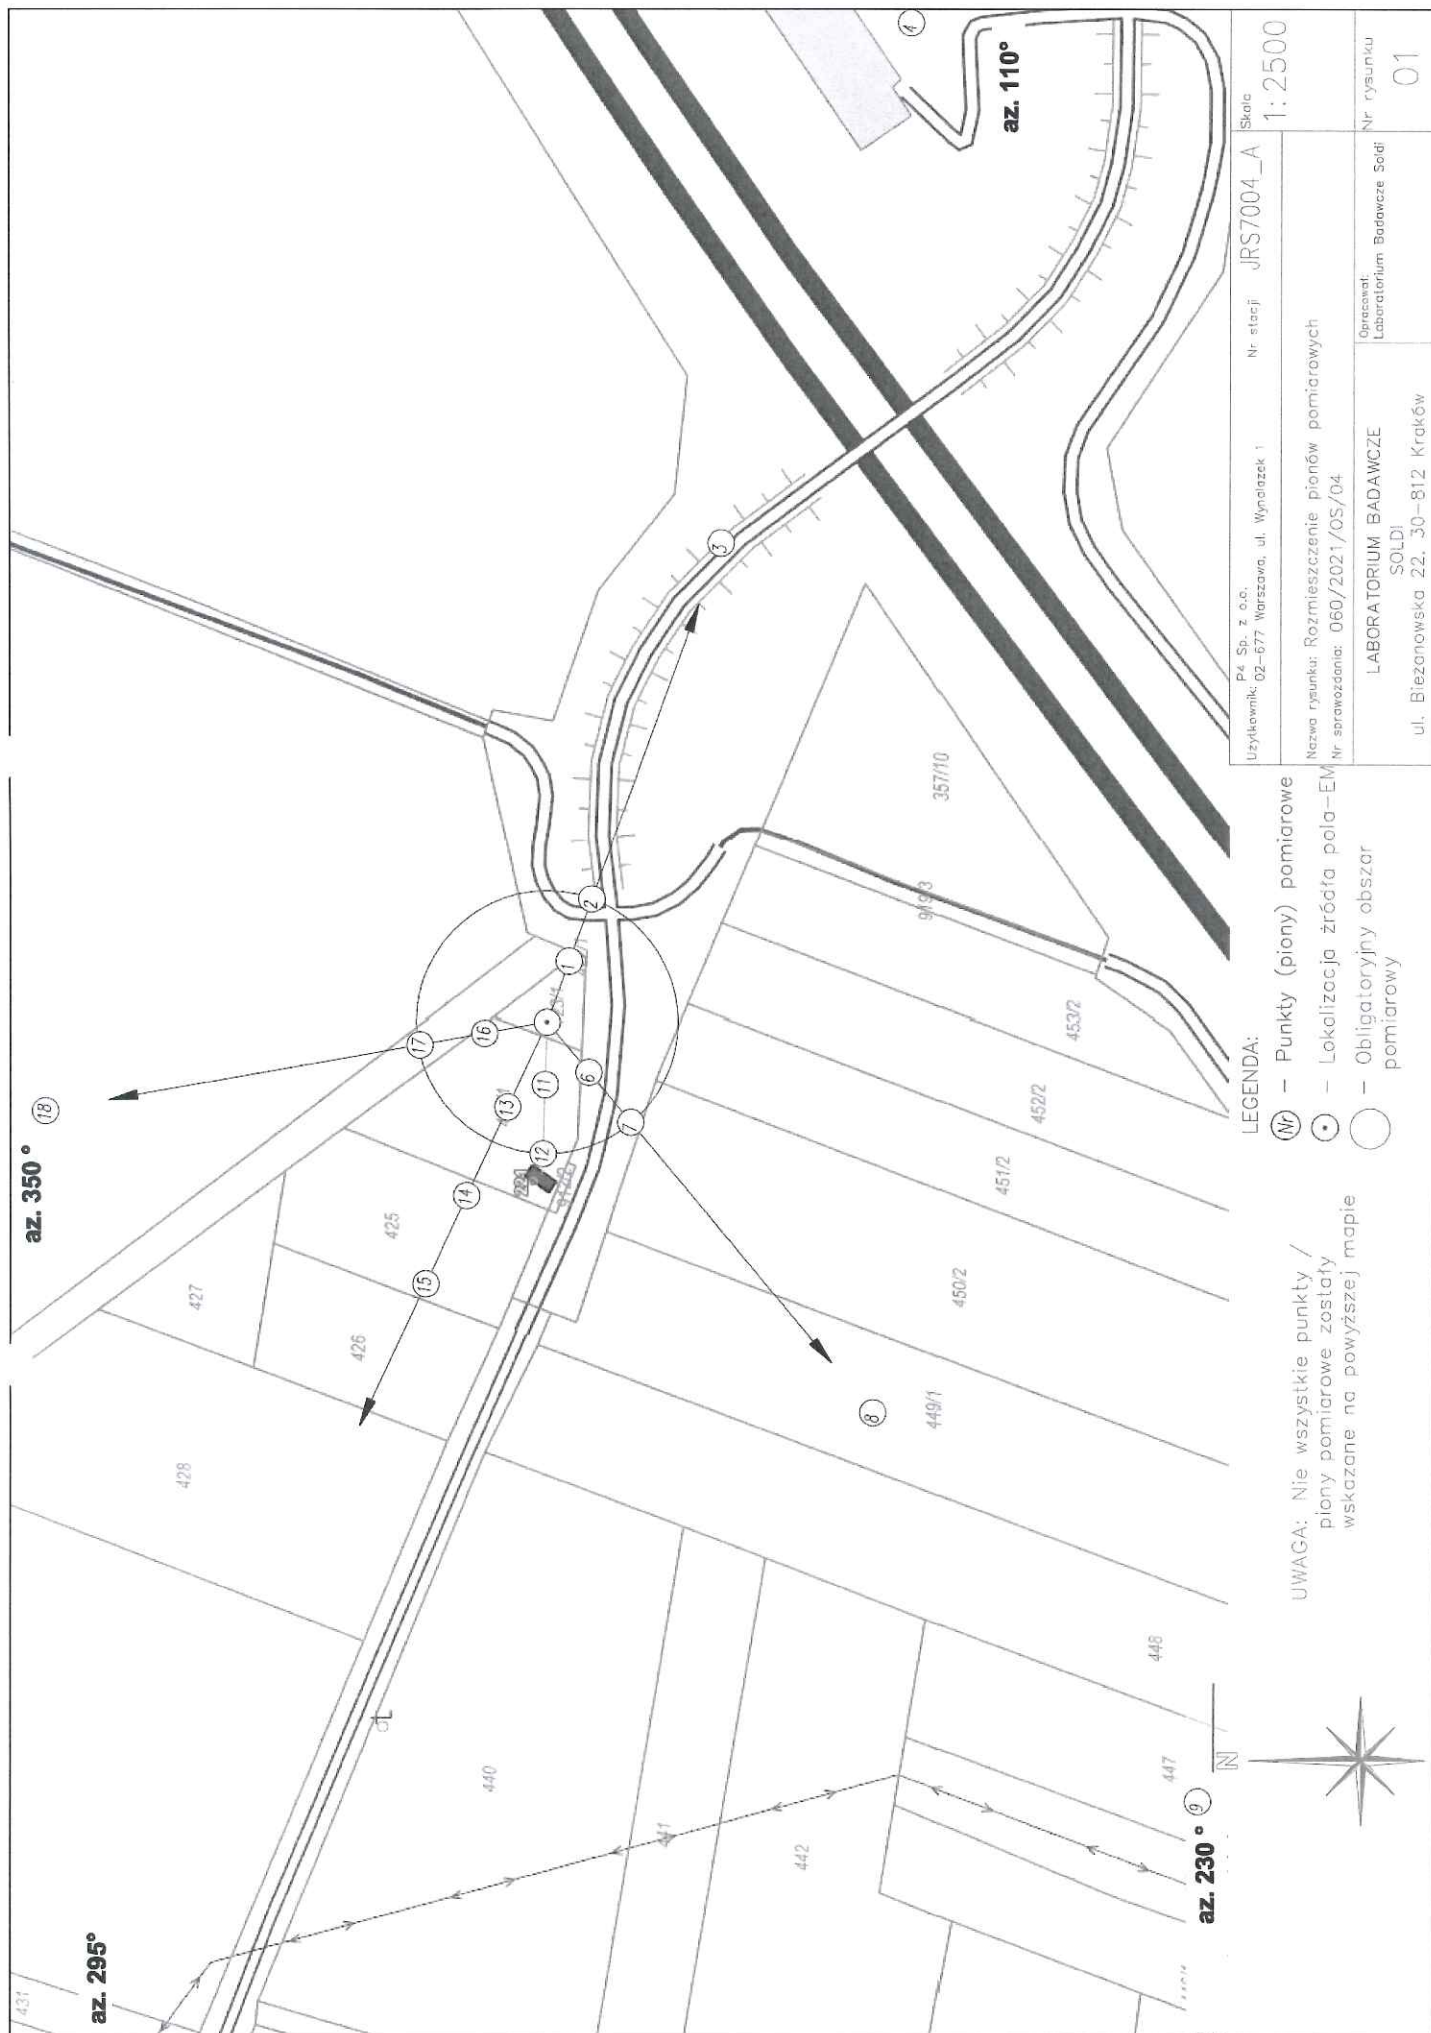 az. 350 °
az. 295°
az. 110°
az. 230 °
1
2
3
4
6
7
8
9
11
12
13
14
15
16
17
18
431
428
427
426
425
440
441
442
447
448
449/1
450/2
451/2
452/2
453/2
357/10
N
UWAGA: Nie wszystkie punkty /
piony pomiarowe zostały
wskazane na powyższej mapie
LEGENDA:
Nr – Punkty (piony) pomiarowe
– Lokalizacja źródła pola–EM
– Obligatoryjny obszar
pomiarowy
Użytkownik: P4 Sp. z o.o.
02–677 Warszawa, ul. Wynalazek 1
Nr stacji JRS7004_A
Skala
1:2500
Nazwa rysunku: Rozmieszczenie pionów pomiarowych
Nr sprawozdania: 060/2021/OS/04
LABORATORIUM BADAWCZE
SOLDI
ul. Bieżanowska 22, 30–812 Kraków
Opracował:
Laboratorium Badawcze Soldi
Nr rysunku
01